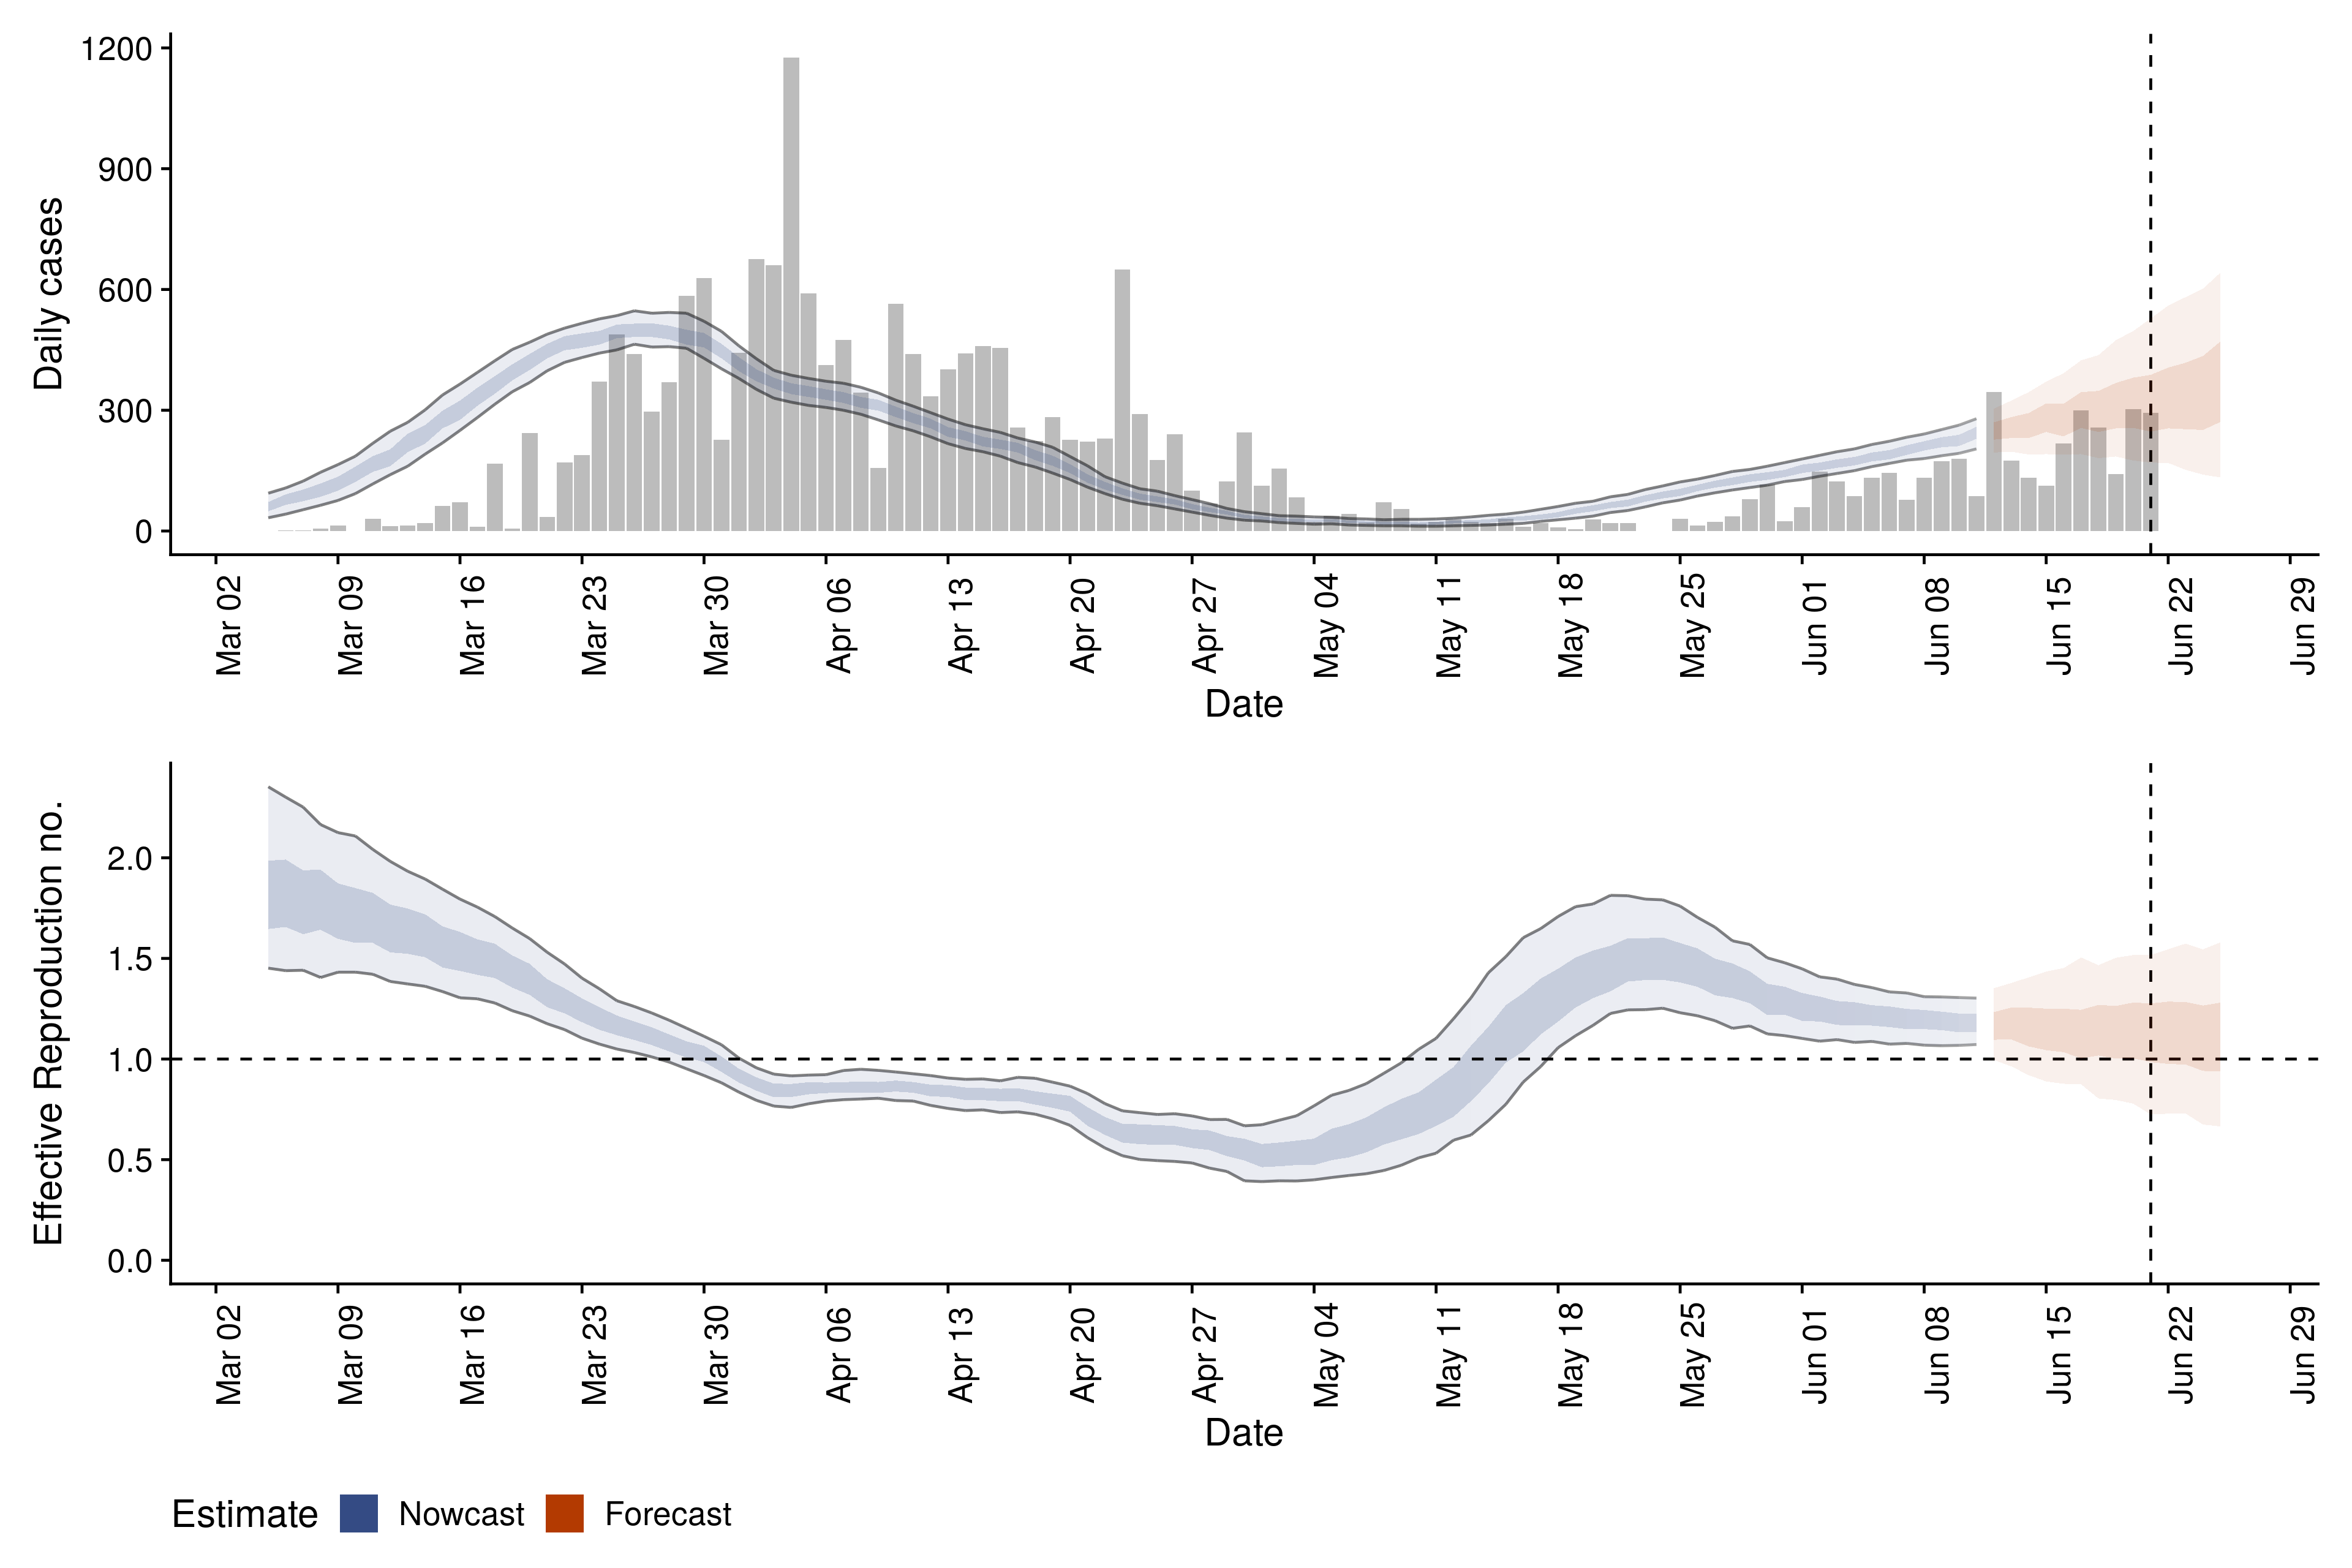 Daily cases
1200
900
600
300
0
Mar 02
Mar 09
Mar 16
Mar 23
Mar 30
Apr 06
Apr 13
Apr 20
Apr 27
May 04
May 11
May 18
May 25
Jun 01
Jun 08
Jun 15
Jun 22
Jun 29
Date
Effective Reproduction no.
2.0
1.5
1.0
0.5
0.0
Mar 02
Mar 09
Mar 16
Mar 23
Mar 30
Apr 06
Apr 13
Apr 20
Apr 27
May 04
May 11
May 18
May 25
Jun 01
Jun 08
Jun 15
Jun 22
Jun 29
Date
Estimate Nowcast Forecast